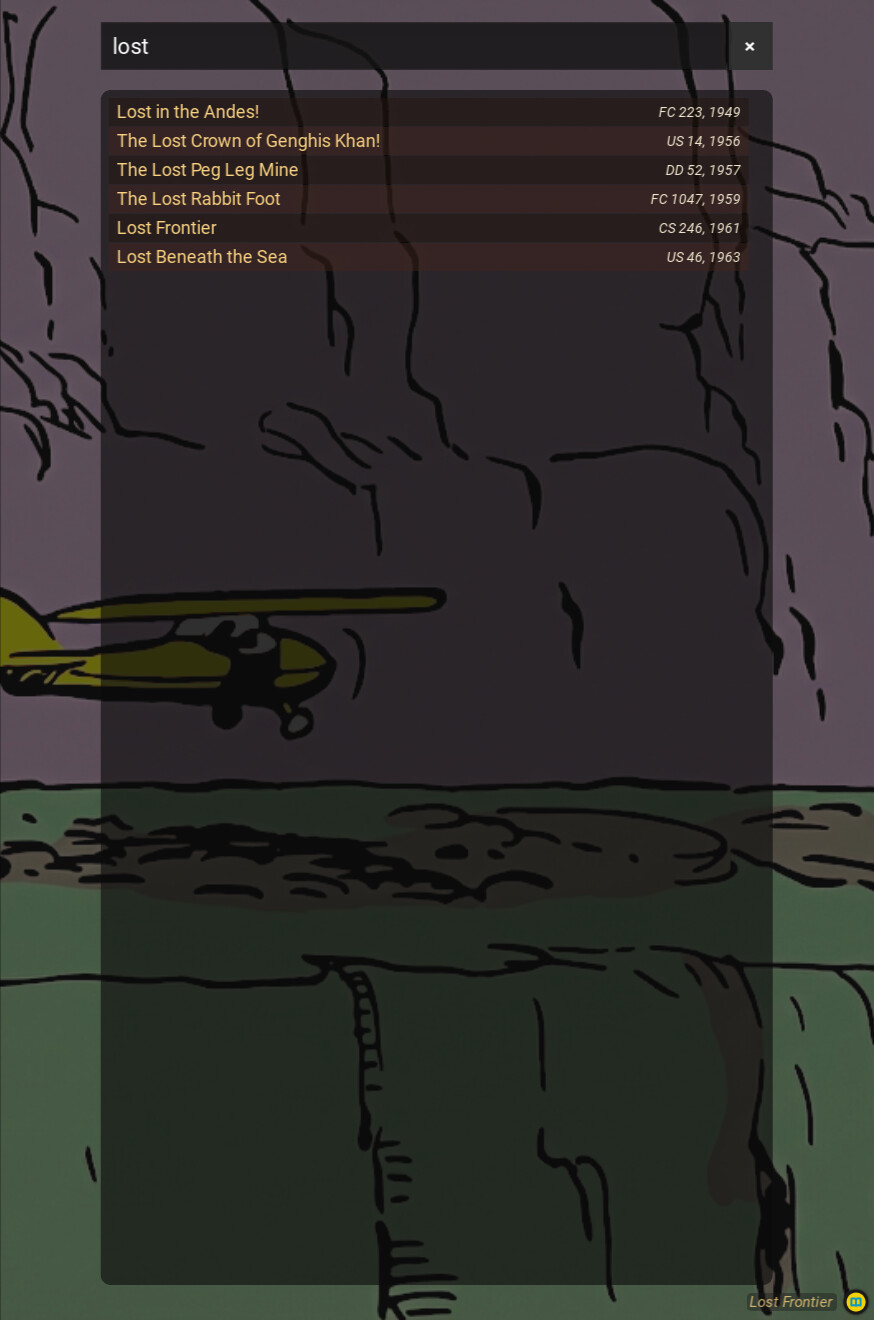 lost ×
Lost in the Andes! FC 223, 1949
The Lost Crown of Genghis Khan! US 14, 1956
The Lost Peg Leg Mine DD 52, 1957
The Lost Rabbit Foot FC 1047, 1959
Lost Frontier CS 246, 1961
Lost Beneath the Sea US 46, 1963
Lost Frontier